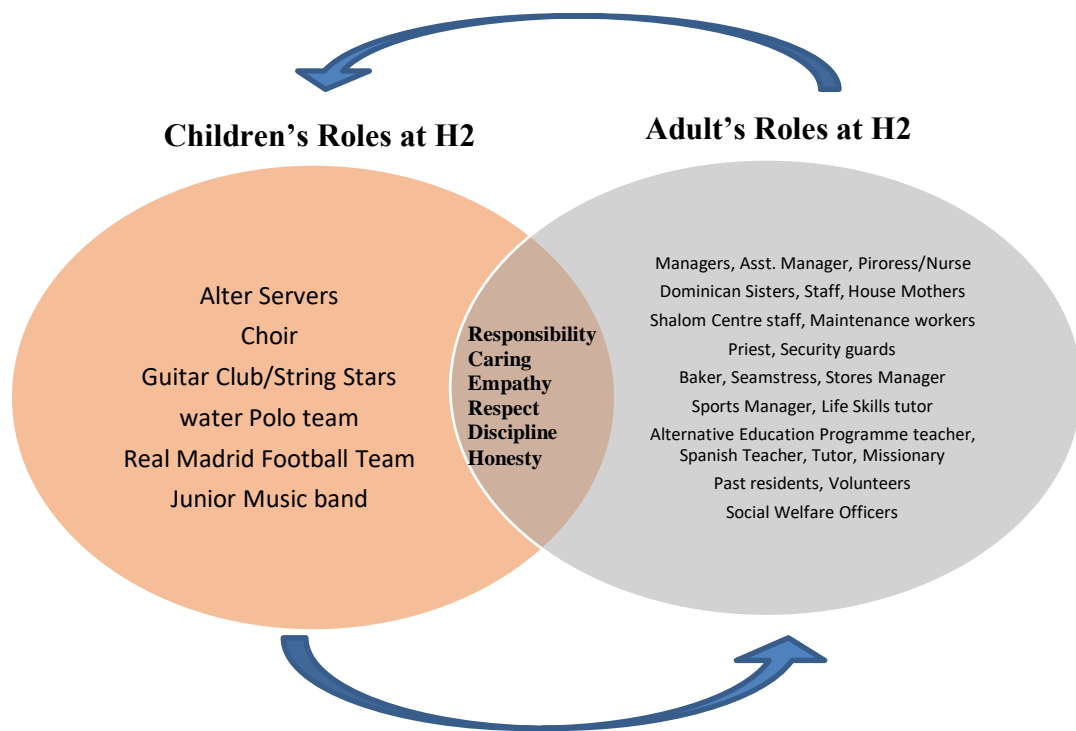 Children’s Roles at H2
Adult’s Roles at H2
Alter Servers
Choir
Guitar Club/String Stars
water Polo team
Real Madrid Football Team
Junior Music band
Responsibility
Caring
Empathy
Respect
Discipline
Honesty
Managers, Asst. Manager, Piroress/Nurse
Dominican Sisters, Staff, House Mothers
Shalom Centre staff, Maintenance workers
Priest, Security guards
Baker, Seamstress, Stores Manager
Sports Manager, Life Skills tutor
Alternative Education Programme teacher,
Spanish Teacher, Tutor, Missionary
Past residents, Volunteers
Social Welfare Officers